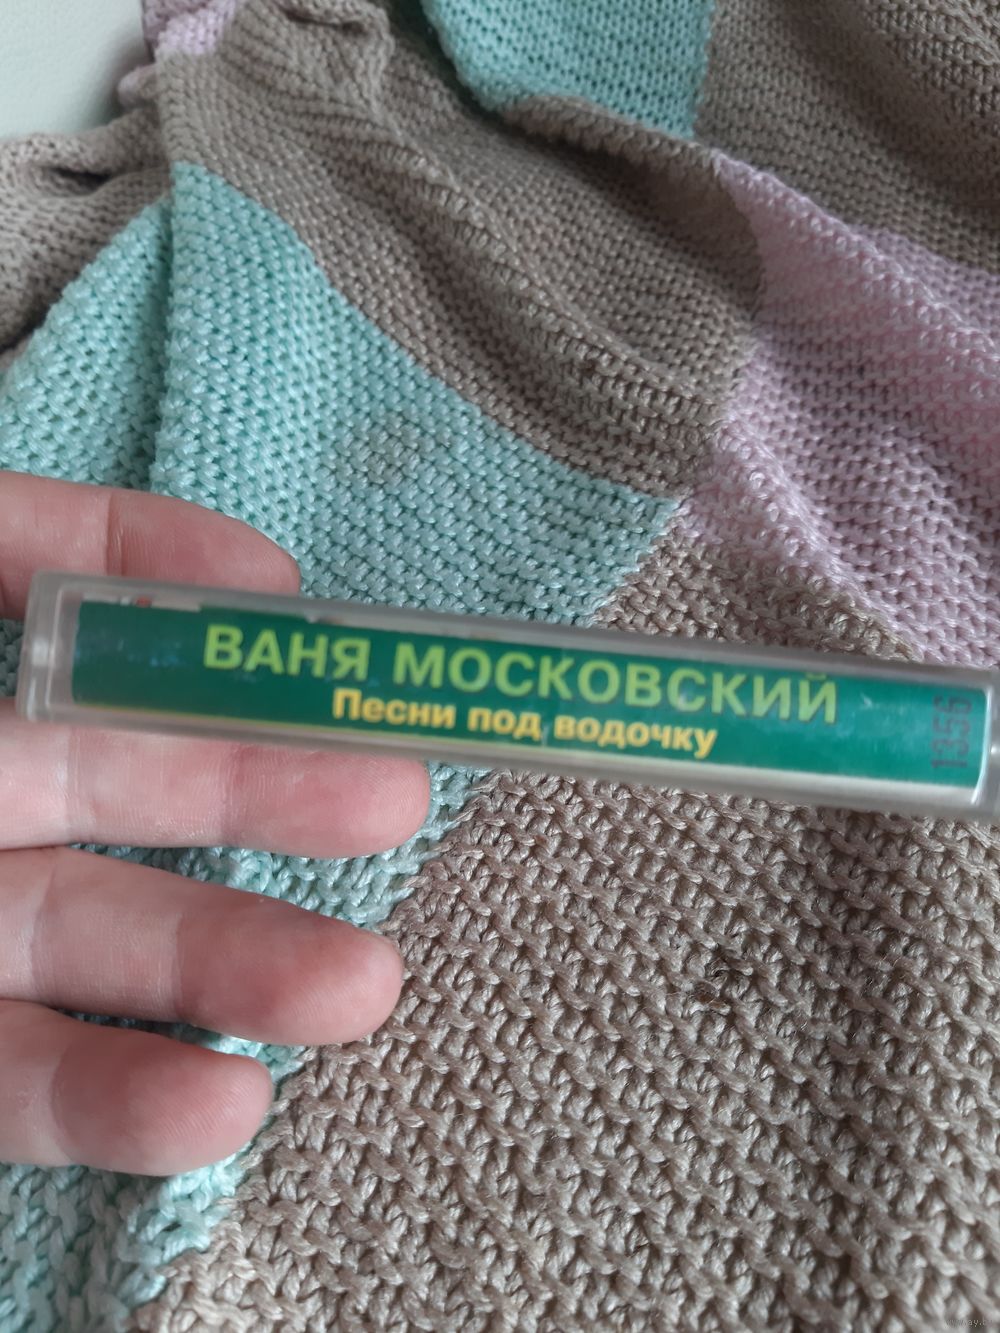 ВАНЯ МОСКОВСКИЙ
Песни под водочку
1356